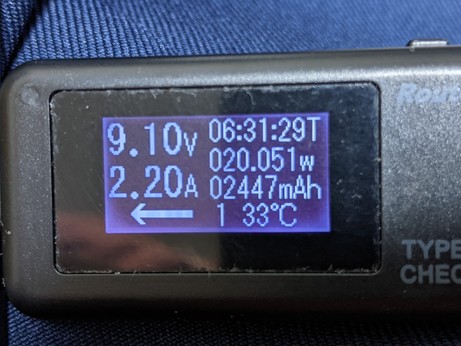 9.10V
06:31:29T
020.051w
2.20A
02447mAh
1 33℃
TYPE
CHEC